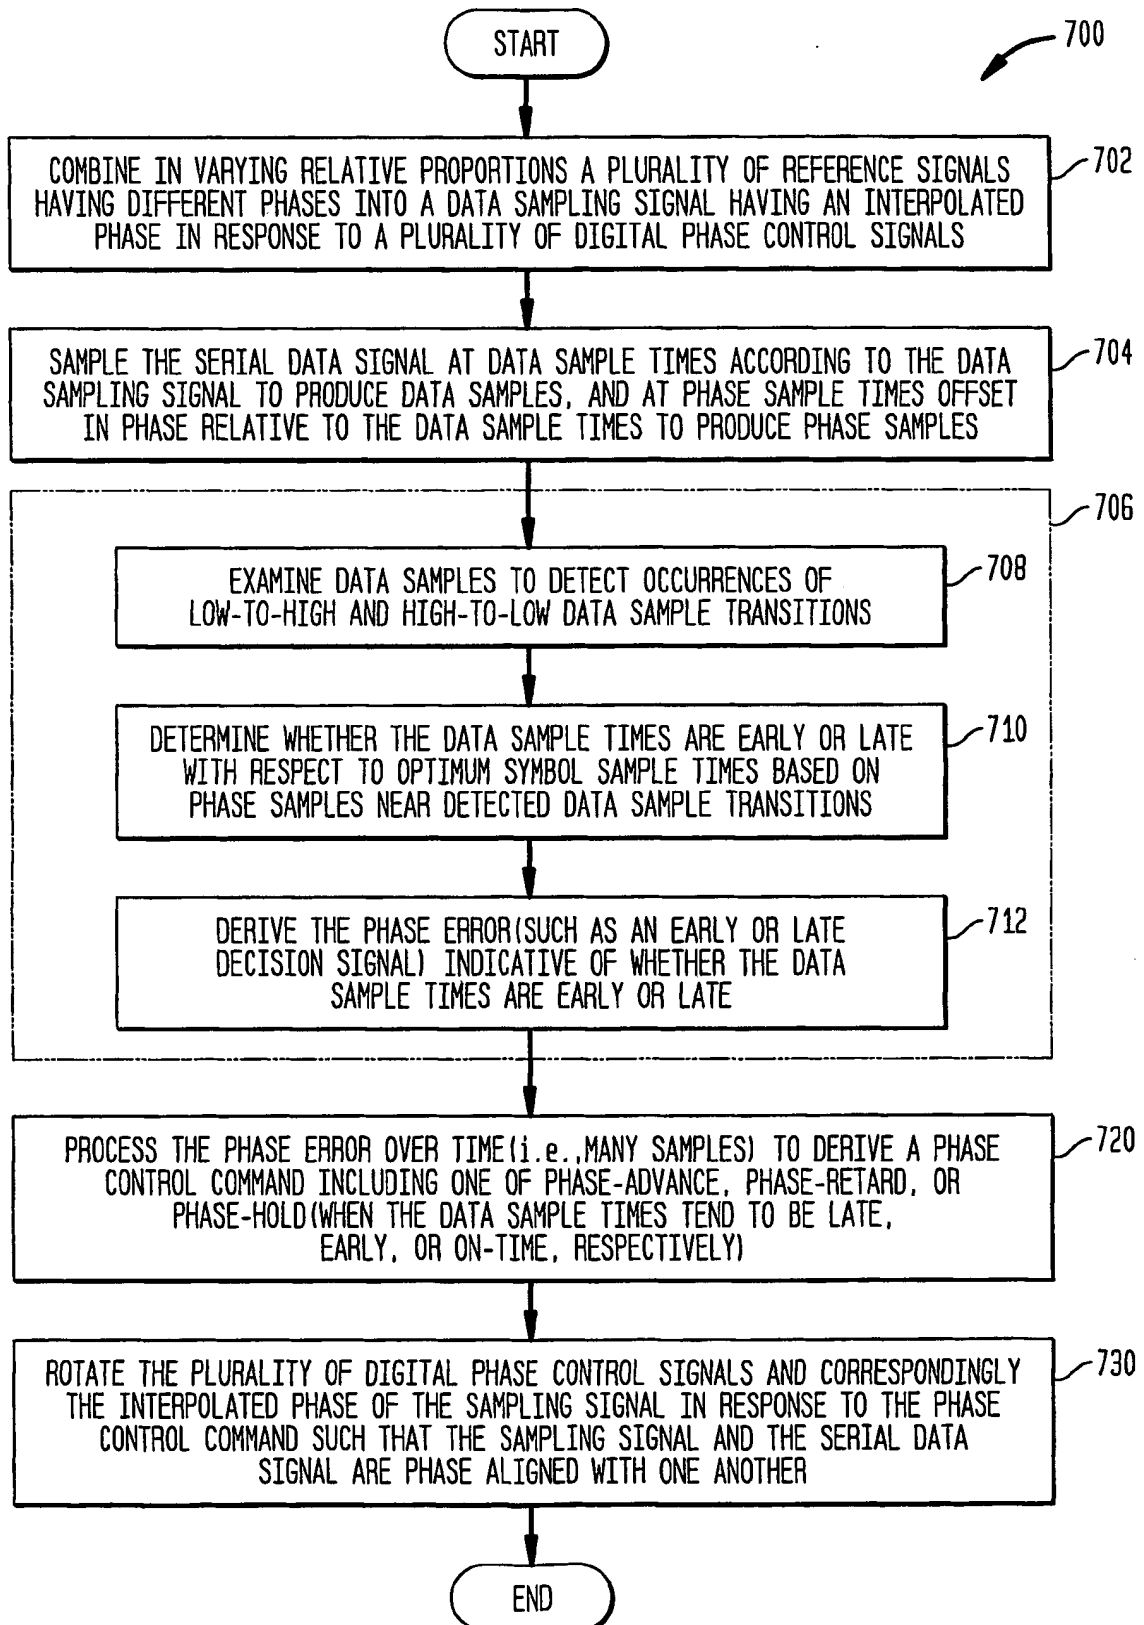 START
700
COMBINE IN VARYING RELATIVE PROPORTIONS A PLURALITY OF REFERENCE SIGNALS
HAVING DIFFERENT PHASES INTO A DATA SAMPLING SIGNAL HAVING AN INTERPOLATED
PHASE IN RESPONSE TO A PLURALITY OF DIGITAL PHASE CONTROL SIGNALS
702
SAMPLE THE SERIAL DATA SIGNAL AT DATA SAMPLE TIMES ACCORDING TO THE DATA
SAMPLING SIGNAL TO PRODUCE DATA SAMPLES, AND AT PHASE SAMPLE TIMES OFFSET
IN PHASE RELATIVE TO THE DATA SAMPLE TIMES TO PRODUCE PHASE SAMPLES
704
706
EXAMINE DATA SAMPLES TO DETECT OCCURRENCES OF
LOW-TO-HIGH AND HIGH-TO-LOW DATA SAMPLE TRANSITIONS
708
DETERMINE WHETHER THE DATA SAMPLE TIMES ARE EARLY OR LATE
WITH RESPECT TO OPTIMUM SYMBOL SAMPLE TIMES BASED ON
PHASE SAMPLES NEAR DETECTED DATA SAMPLE TRANSITIONS
710
DERIVE THE PHASE ERROR(SUCH AS AN EARLY OR LATE
DECISION SIGNAL) INDICATIVE OF WHETHER THE DATA
SAMPLE TIMES ARE EARLY OR LATE
712
PROCESS THE PHASE ERROR OVER TIME(i.e.,MANY SAMPLES) TO DERIVE A PHASE
CONTROL COMMAND INCLUDING ONE OF PHASE-ADVANCE, PHASE-RETARD, OR
PHASE-HOLD(WHEN THE DATA SAMPLE TIMES TEND TO BE LATE,
EARLY, OR ON-TIME, RESPECTIVELY)
720
ROTATE THE PLURALITY OF DIGITAL PHASE CONTROL SIGNALS AND CORRESPONDINGLY
THE INTERPOLATED PHASE OF THE SAMPLING SIGNAL IN RESPONSE TO THE PHASE
CONTROL COMMAND SUCH THAT THE SAMPLING SIGNAL AND THE SERIAL DATA
SIGNAL ARE PHASE ALIGNED WITH ONE ANOTHER
730
END